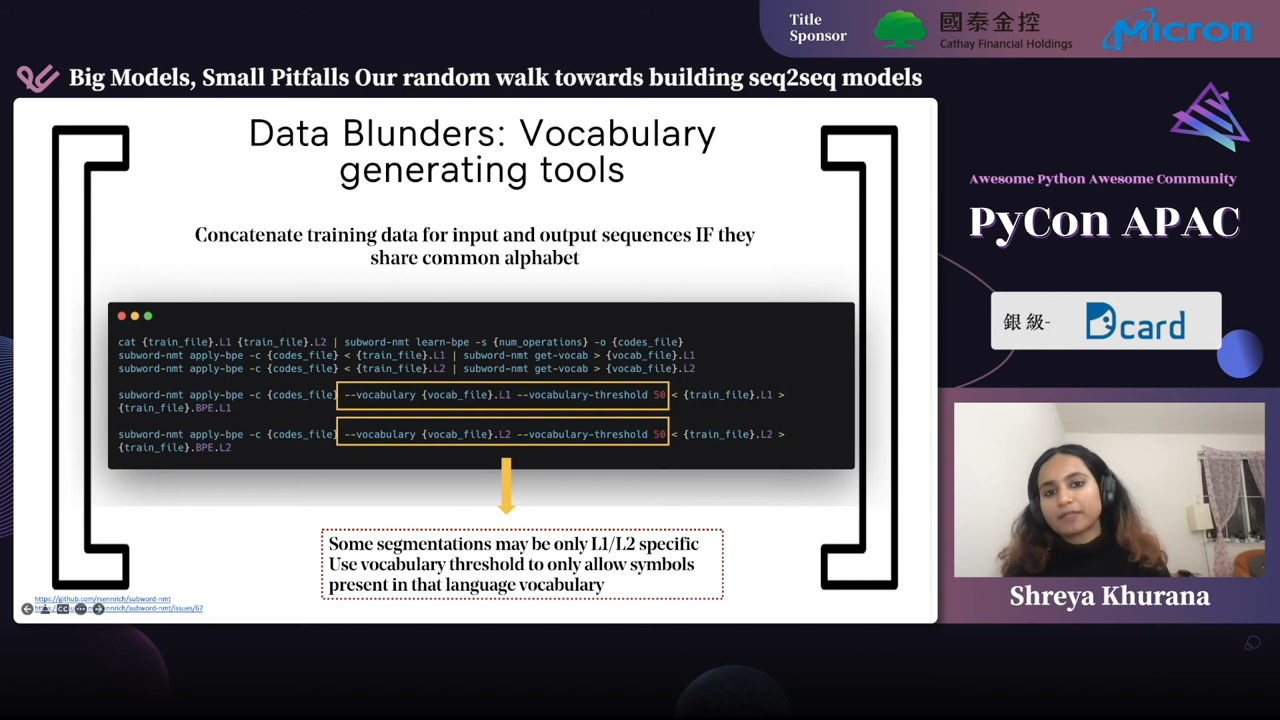 Title
Sponsor
國泰金控
Cathay Financial Holdings
Micron
Big Models, Small Pitfalls Our random walk towards building seq2seq models
Data Blunders: Vocabulary
generating tools
Concatenate training data for input and output sequences IF they
share common alphabet
cat {train_file}.L1 {train_file}.L2 | subword-nmt learn-bpe -s {num_operations} -o {codes_file}
subword-nmt apply-bpe -c {codes_file} < {train_file}.L1 | subword-nmt get-vocab > {vocab_file}.L1
subword-nmt apply-bpe -c {codes_file} < {train_file}.L2 | subword-nmt get-vocab > {vocab_file}.L2
subword-nmt apply-bpe -c {codes_file} --vocabulary {vocab_file}.L1 --vocabulary-threshold 50 < {train_file}.L1 >
{train_file}.BPE.L1
subword-nmt apply-bpe -c {codes_file} --vocabulary {vocab_file}.L2 --vocabulary-threshold 50 < {train_file}.L2 >
{train_file}.BPE.L2
Some segmentations may be only L1/L2 specific
Use vocabulary threshold to only allow symbols
present in that language vocabulary
https://github.com/rsennrich/subword-nmt
Awesome Python Awesome Community
PyCon APAC
銀級-
Dcard
Shreya Khurana